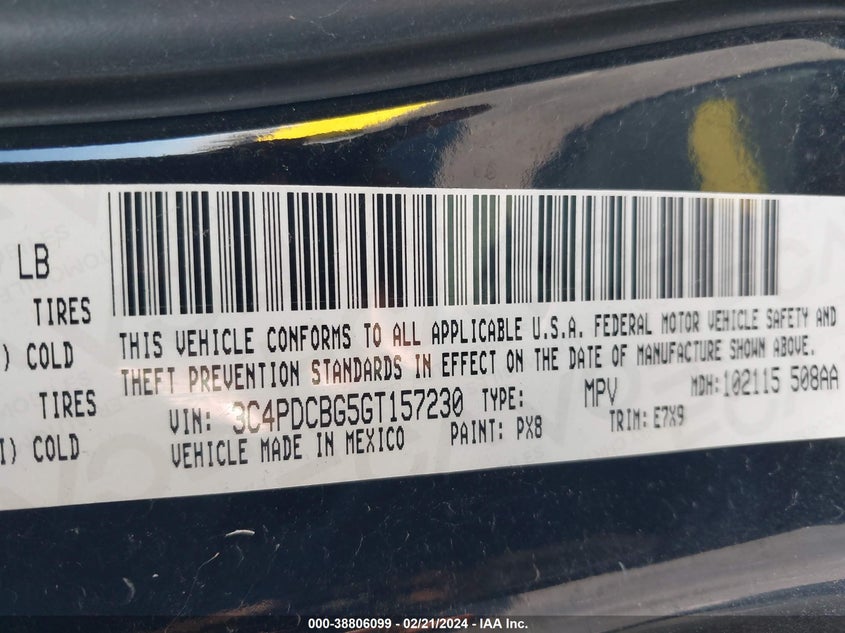 LB
TIRES
) COLD
TIRES
I) COLD
THIS VEHICLE CONFORMS TO ALL APPLICABLE U.S.A. FEDERAL MOTOR VEHICLE SAFETY AND
THEFT PREVENTION STANDARDS IN EFFECT ON THE DATE OF MANUFACTURE SHOWN ABOVE.
VIN: 3C4PDCBG5GT157230 TYPE: MPV MDH:102115 508AA
VEHICLE MADE IN MEXICO PAINT: PX8 TRIM: E7X9
000-38806099 — 02/21/2024 — IAA Inc.